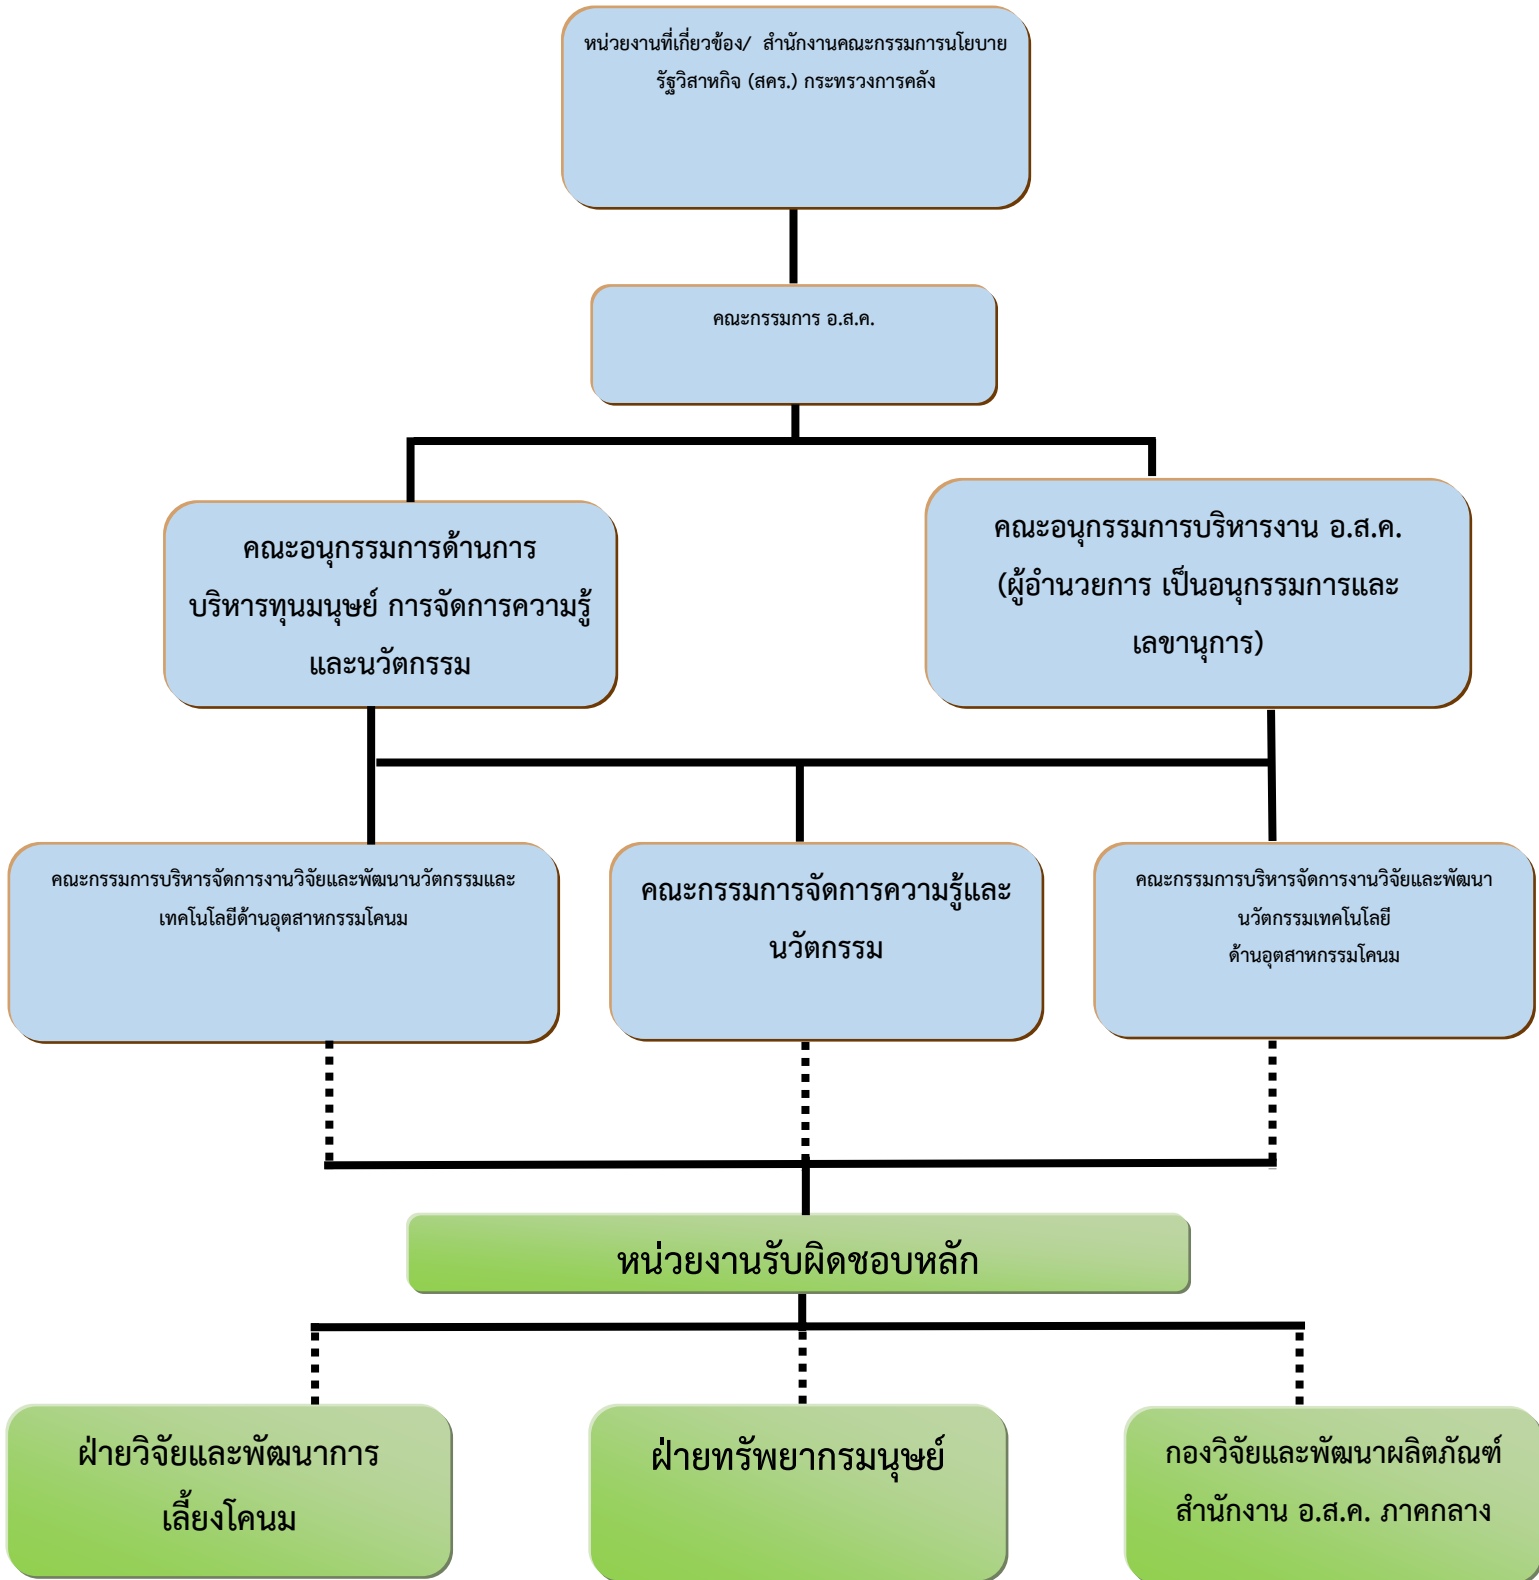 หน่วยงานที่เกี่ยวข้อง/ สำนักงานคณะกรรมการนโยบาย
รัฐวิสาหกิจ (สคร.) กระทรวงการคลัง
คณะกรรมการ อ.ส.ค.
คณะอนุกรรมการด้านการ
บริหารทุนมนุษย์ การจัดการความรู้
และนวัตกรรม
คณะอนุกรรมการบริหารงาน อ.ส.ค.
(ผู้อำนวยการ เป็นอนุกรรมการและ
เลขานุการ)
คณะกรรมการบริหารจัดการงานวิจัยและพัฒนานวัตกรรมและ
เทคโนโลยีด้านอุตสาหกรรมโคนม
คณะกรรมการจัดการความรู้และ
นวัตกรรม
คณะกรรมการบริหารจัดการงานวิจัยและพัฒนา
นวัตกรรมเทคโนโลยี
ด้านอุตสาหกรรมโคนม
หน่วยงานรับผิดชอบหลัก
ฝ่ายวิจัยและพัฒนาการ
เลี้ยงโคนม
ฝ่ายทรัพยากรมนุษย์
กองวิจัยและพัฒนาผลิตภัณฑ์
สำนักงาน อ.ส.ค. ภาคกลาง